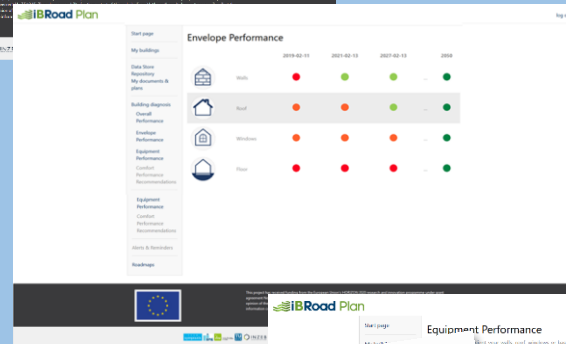 iBRoad Plan
Start page
My buildings
Data Store
Repository
My documents &
plans
Building diagnosis
Overall
Performance
Envelope
Performance
Equipment
Performance
Comfort
Performance
Recommendations
Equipment
Performance
Comfort
Performance
Recommendations
Alerts & Reminders
Roadmaps
Envelope Performance
2019-02-11 2021-02-13 2027-02-13 2050
Walls
Roof
Windows
Floor
iBRoad Plan
Start page
Equipment Performance